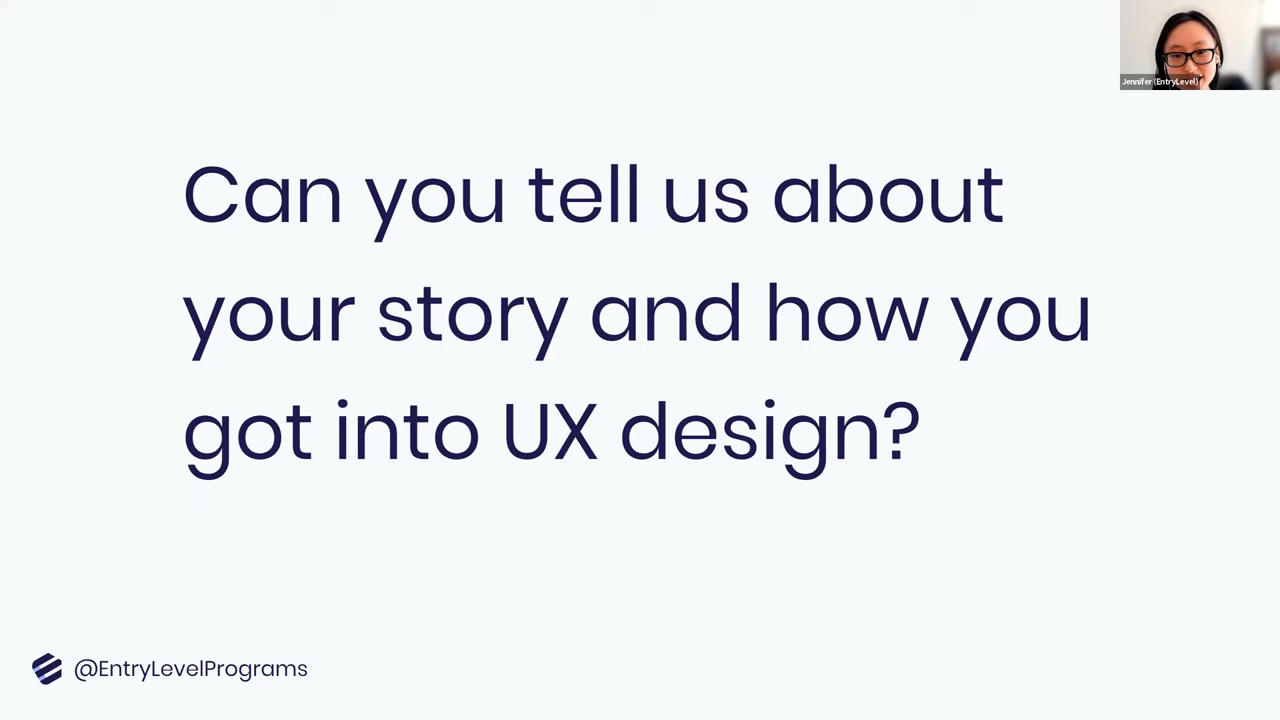 Jennifer (EntryLevel)
Can you tell us about
your story and how you
got into UX design?
@EntryLevelPrograms